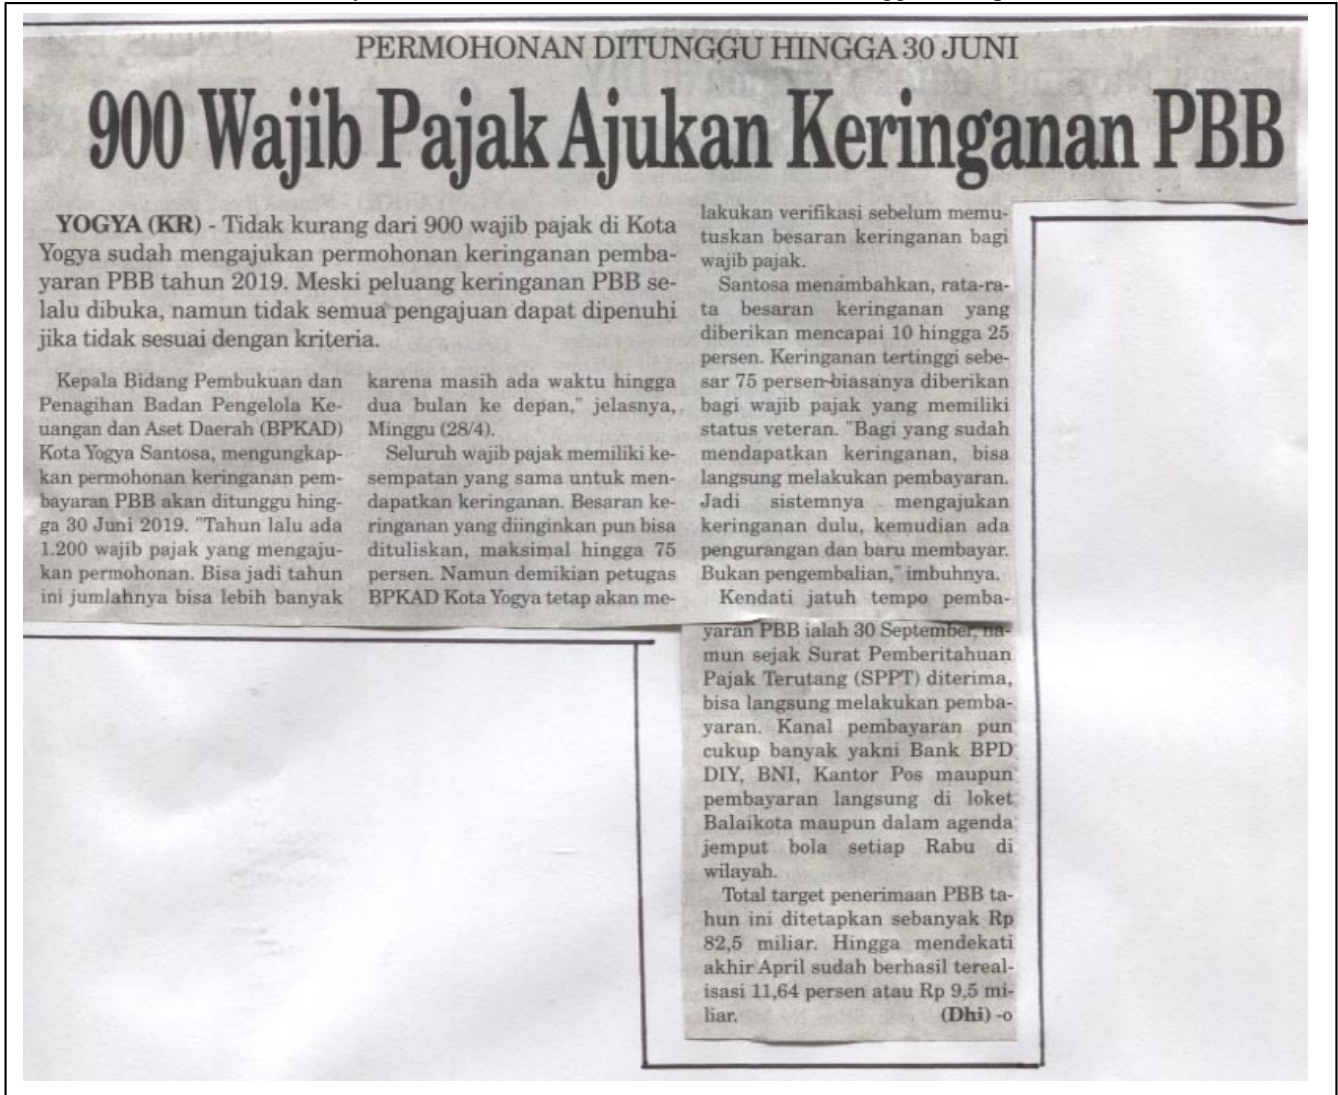 PERMOHONAN DITUNGGU HINGGA 30 JUNI
900 Wajib Pajak Ajukan Keringanan PBB
YOGYA (KR) - Tidak kurang dari 900 wajib pajak di Kota
Yogya sudah mengajukan permohonan keringanan pemba-
yaran PBB tahun 2019. Meski peluang keringanan PBB se-
lalu dibuka, namun tidak semua pengajuan dapat dipenuhi
jika tidak sesuai dengan kriteria.
Kepala Bidang Pembukuan dan
Penagihan Badan Pengelola Ke-
uangan dan Aset Daerah (BPKAD)
Kota Yogya Santosa, mengungkap-
kan permohonan keringanan pem-
bayaran PBB akan ditunggu hing-
ga 30 Juni 2019. "Tahun lalu ada
1.200 wajib pajak yang mengaju-
kan permohonan. Bisa jadi tahun
ini jumlahnya bisa lebih banyak
karena masih ada waktu hingga
dua bulan ke depan," jelasnya,
Minggu (28/4).
Seluruh wajib pajak memiliki ke-
sempatan yang sama untuk men-
dapatkan keringanan. Besaran ke-
ringanan yang diinginkan pun bisa
dituliskan, maksimal hingga 75
persen. Namun demikian petugas
BPKAD Kota Yogya tetap akan me-
lakukan verifikasi sebelum memu-
tuskan besaran keringanan bagi
wajib pajak.
Santosa menambahkan, rata-ra-
ta besaran keringanan yang
diberikan mencapai 10 hingga 25
persen. Keringanan tertinggi sebe-
sar 75 persen biasanya diberikan
bagi wajib pajak yang memiliki
status veteran. "Bagi yang sudah
mendapatkan keringanan, bisa
langsung melakukan pembayaran.
Jadi sistemnya mengajukan
keringanan dulu, kemudian ada
pengurangan dan baru membayar.
Bukan pengembalian," imbuhnya.
Kendati jatuh tempo pemba-
yaran PBB ialah 30 September, na-
mun sejak Surat Pemberitahuan
Pajak Terutang (SPPT) diterima,
bisa langsung melakukan pemba-
yaran. Kanal pembayaran pun
cukup banyak yakni Bank BPD
DIY, BNI, Kantor Pos maupun
pembayaran langsung di loket
Balaikota maupun dalam agenda
jemput bola setiap Rabu di
wilayah.
Total target penerimaan PBB ta-
hun ini ditetapkan sebanyak Rp
82,5 miliar. Hingga mendekati
akhir April sudah berhasil tereal-
isasi 11,64 persen atau Rp 9,5 mi-
liar. (Dhi) -o